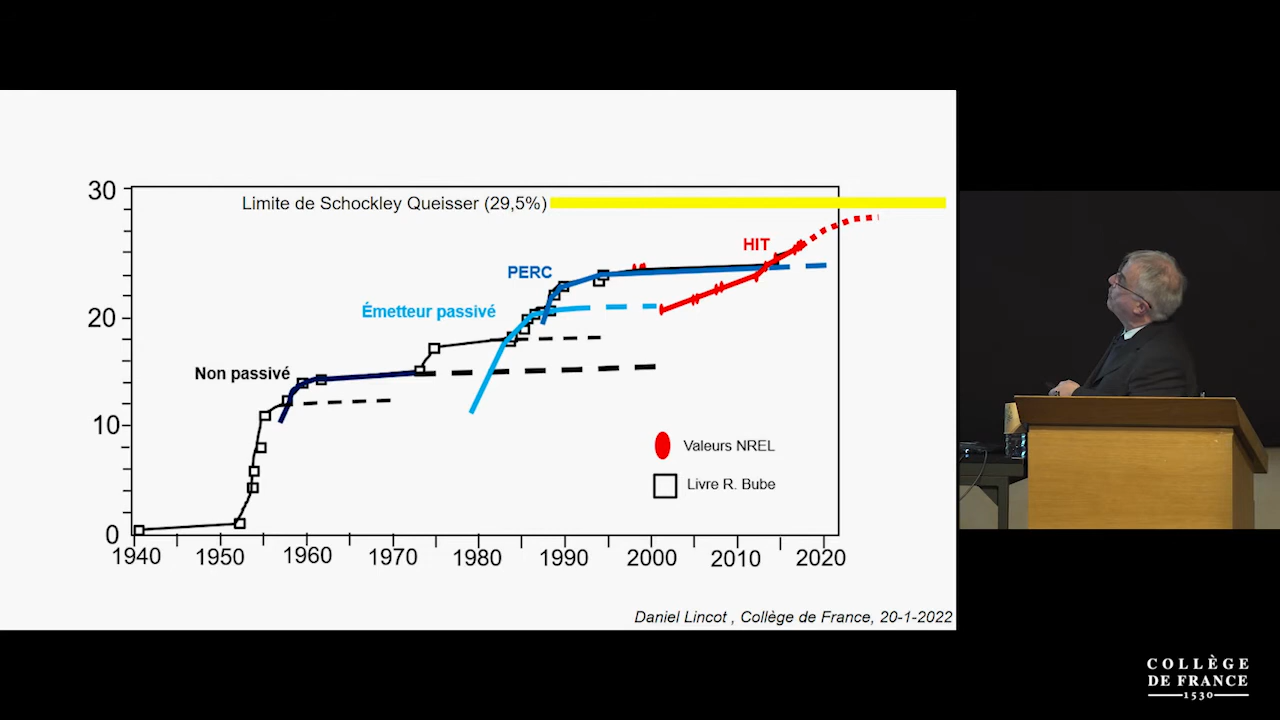 30
Limite de Schockley Queisser (29,5%)
HIT
PERC
20
Émetteur passivé
Non passivé
10
Valeurs NREL
Livre R. Bube
0
1940 1950 1960 1970 1980 1990 2000 2010 2020
Daniel Lincot , Collège de France, 20-1-2022
COLLÈGE
DE FRANCE
1530